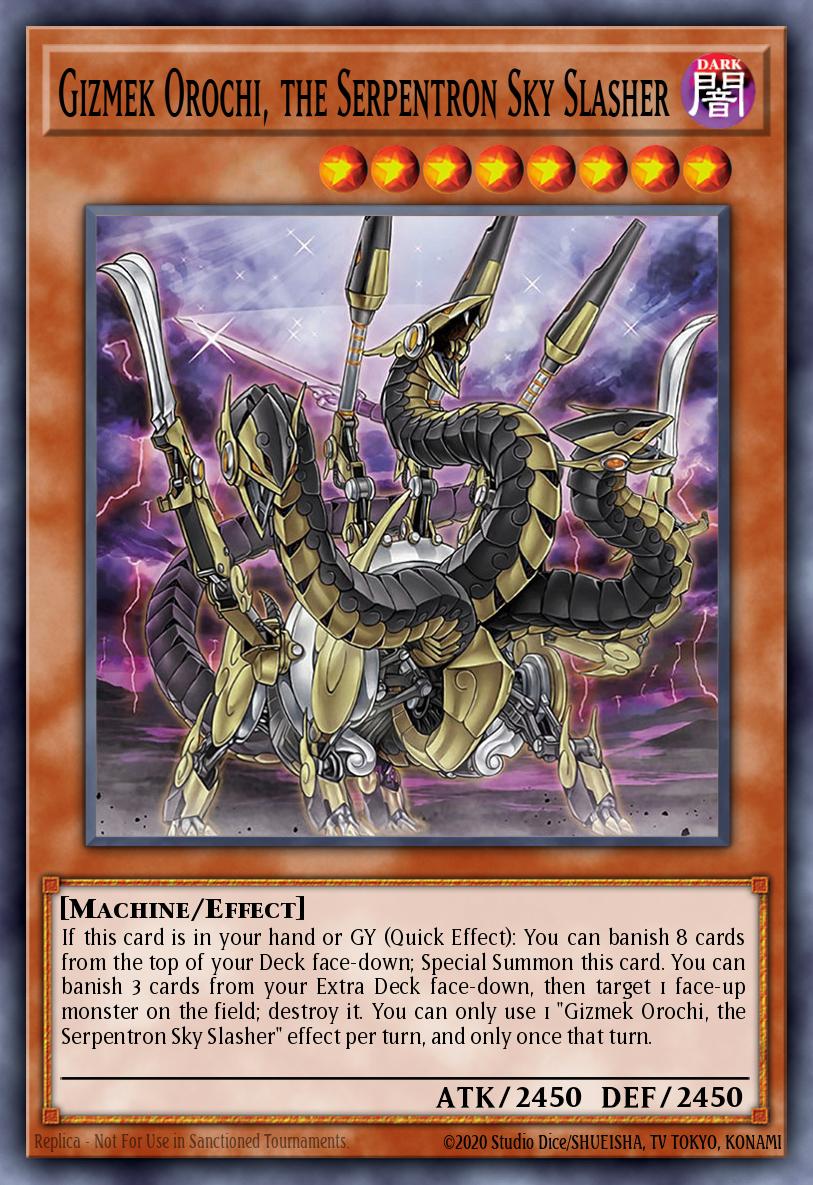 Gizmek Orochi, the Serpentron Sky Slasher
DARK
闇
[Machine/Effect]
If this card is in your hand or GY (Quick Effect): You can banish 8 cards
from the top of your Deck face-down; Special Summon this card. You can
banish 3 cards from your Extra Deck face-down, then target 1 face-up
monster on the field; destroy it. You can only use 1 "Gizmek Orochi, the
Serpentron Sky Slasher" effect per turn, and only once that turn.
ATK/2450 DEF/2450
Replica - Not For Use in Sanctioned Tournaments.
©2020 Studio Dice/SHUEISHA, TV TOKYO, KONAMI